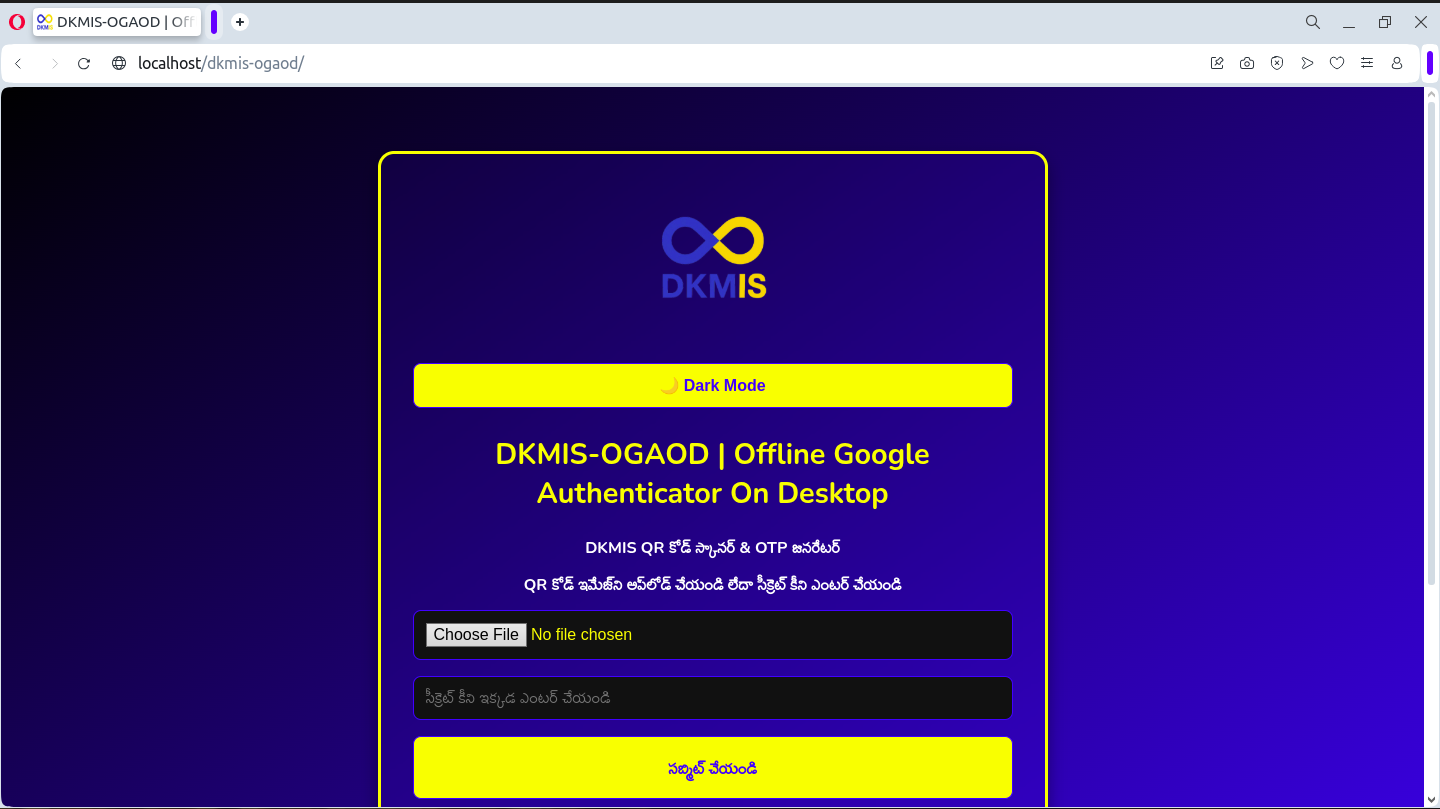 DKMIS-OGAOD | Off
localhost/dkmis-ogaod/
DKMIS
🌙 Dark Mode
DKMIS-OGAOD | Offline Google
Authenticator On Desktop
DKMIS QR కోడ్ స్కానర్ & OTP జనరేటర్
QR కోడ్ ఇమేజ్‌ని అప్‌లోడ్ చేయండి లేదా సీక్రెట్ కీని ఎంటర్ చేయండి
Choose File No file chosen
సీక్రెట్ కీని ఇక్కడ ఎంటర్ చేయండి
సబ్మిట్ చేయండి